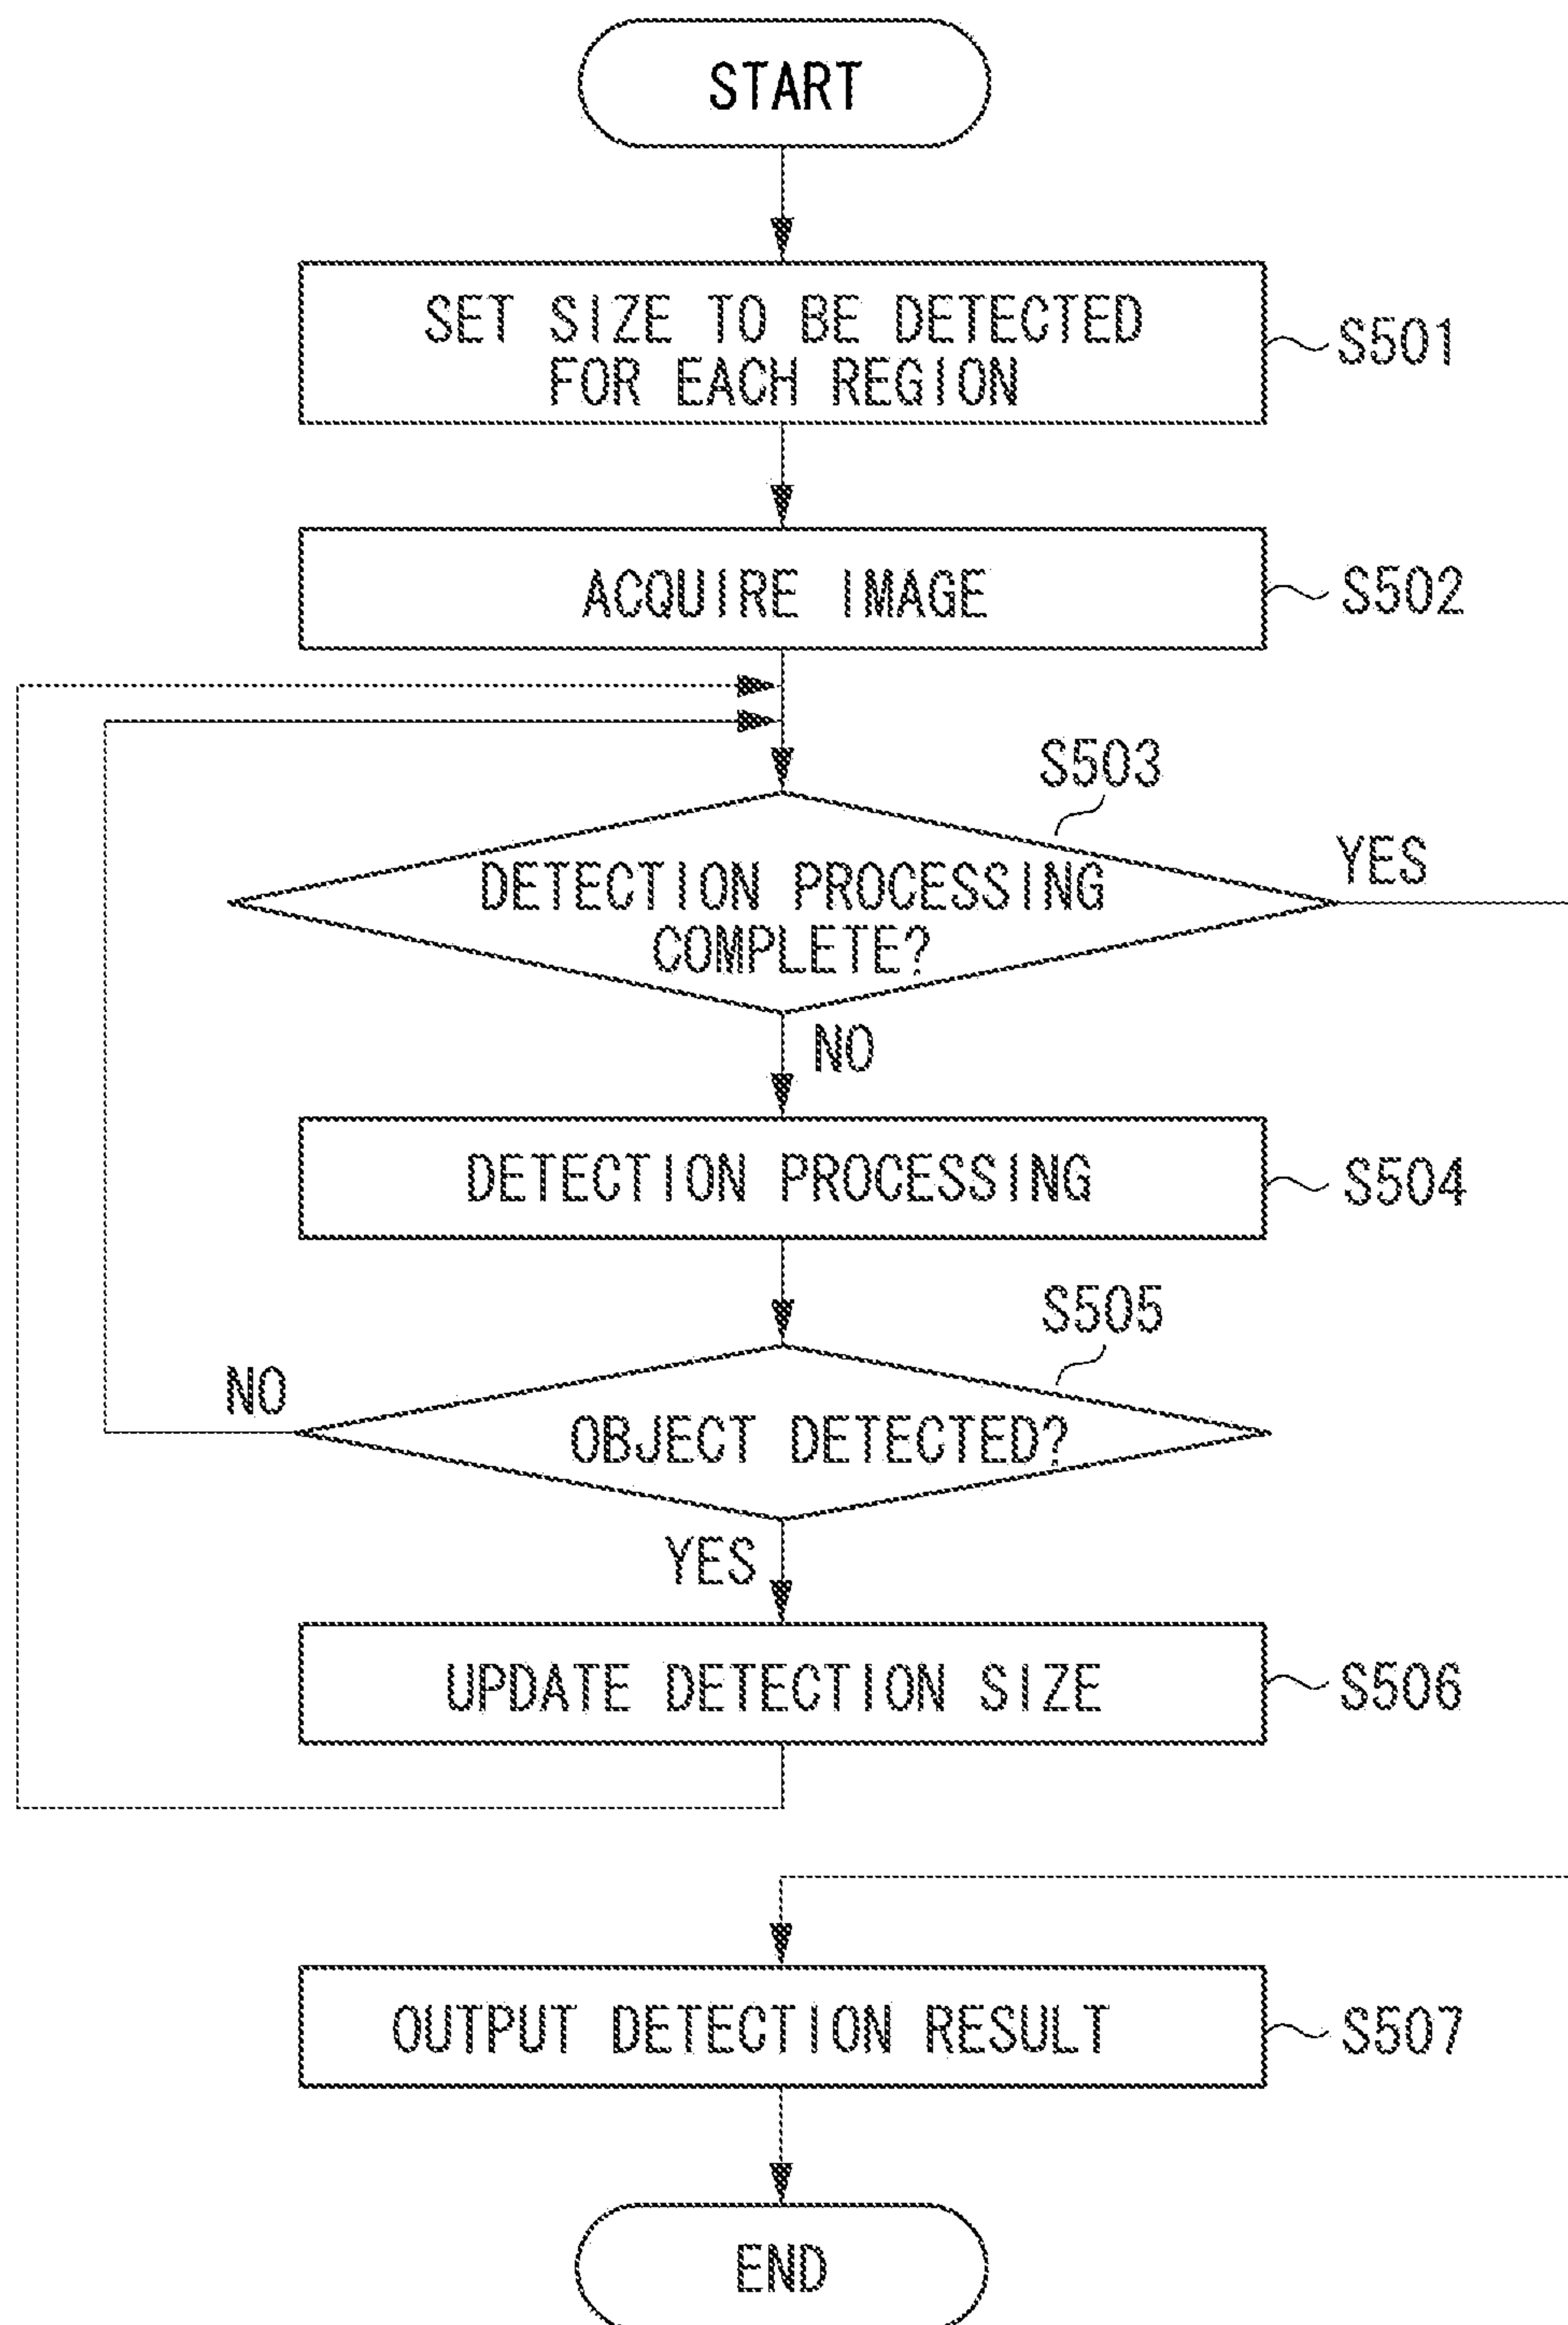 START
SET SIZE TO BE DETECTED
FOR EACH REGION
S501
ACQUIRE IMAGE
S502
S503
DETECTION PROCESSING
COMPLETE?
YES
NO
DETECTION PROCESSING
S504
S505
OBJECT DETECTED?
NO
YES
UPDATE DETECTION SIZE
S506
OUTPUT DETECTION RESULT
S507
END